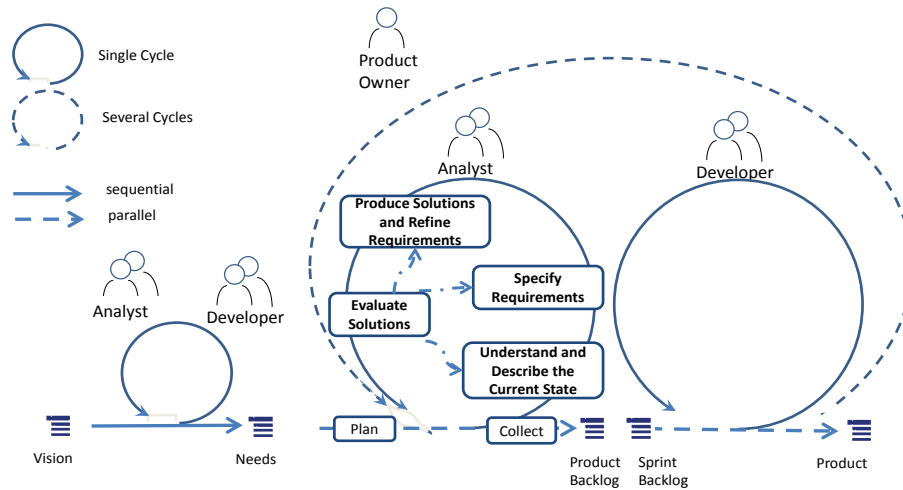 Single Cycle
Several Cycles
sequential
parallel
Product
Owner
Analyst
Developer
Produce Solutions
and Refine
Requirements
Specify
Requirements
Evaluate
Solutions
Understand and
Describe the
Current State
Analyst
Developer
Plan
Collect
Vision
Needs
Product
Backlog
Sprint
Backlog
Product